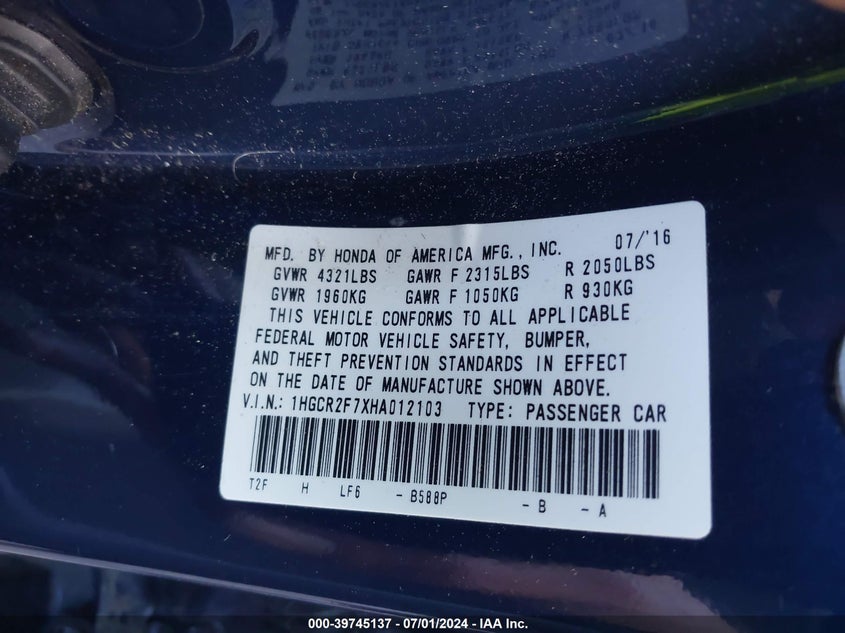 MFD. BY HONDA OF AMERICA MFG., INC. 07/'16
GVWR 4321LBS GAWR F 2315LBS R 2050LBS
GVWR 1960KG GAWR F 1050KG R 930KG
THIS VEHICLE CONFORMS TO ALL APPLICABLE
FEDERAL MOTOR VEHICLE SAFETY, BUMPER,
AND THEFT PREVENTION STANDARDS IN EFFECT
ON THE DATE OF MANUFACTURE SHOWN ABOVE.
V.I.N.: 1HGCR2F7XHA012103 TYPE: PASSENGER CAR
T2F H LF6 - B588P - B - A
000-39745137 - 07/01/2024 - IAA Inc.